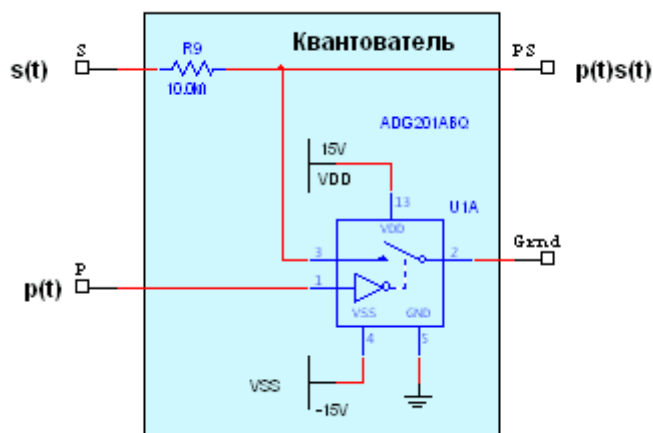 Квантователь
s(t)
S
R9
10.0kΩ
PS
p(t)s(t)
ADG201ABQ
15V
VDD
13
U1A
VDD
3
2
Grnd
P
p(t)
1
VSS
GND
4
5
VSS
-15V